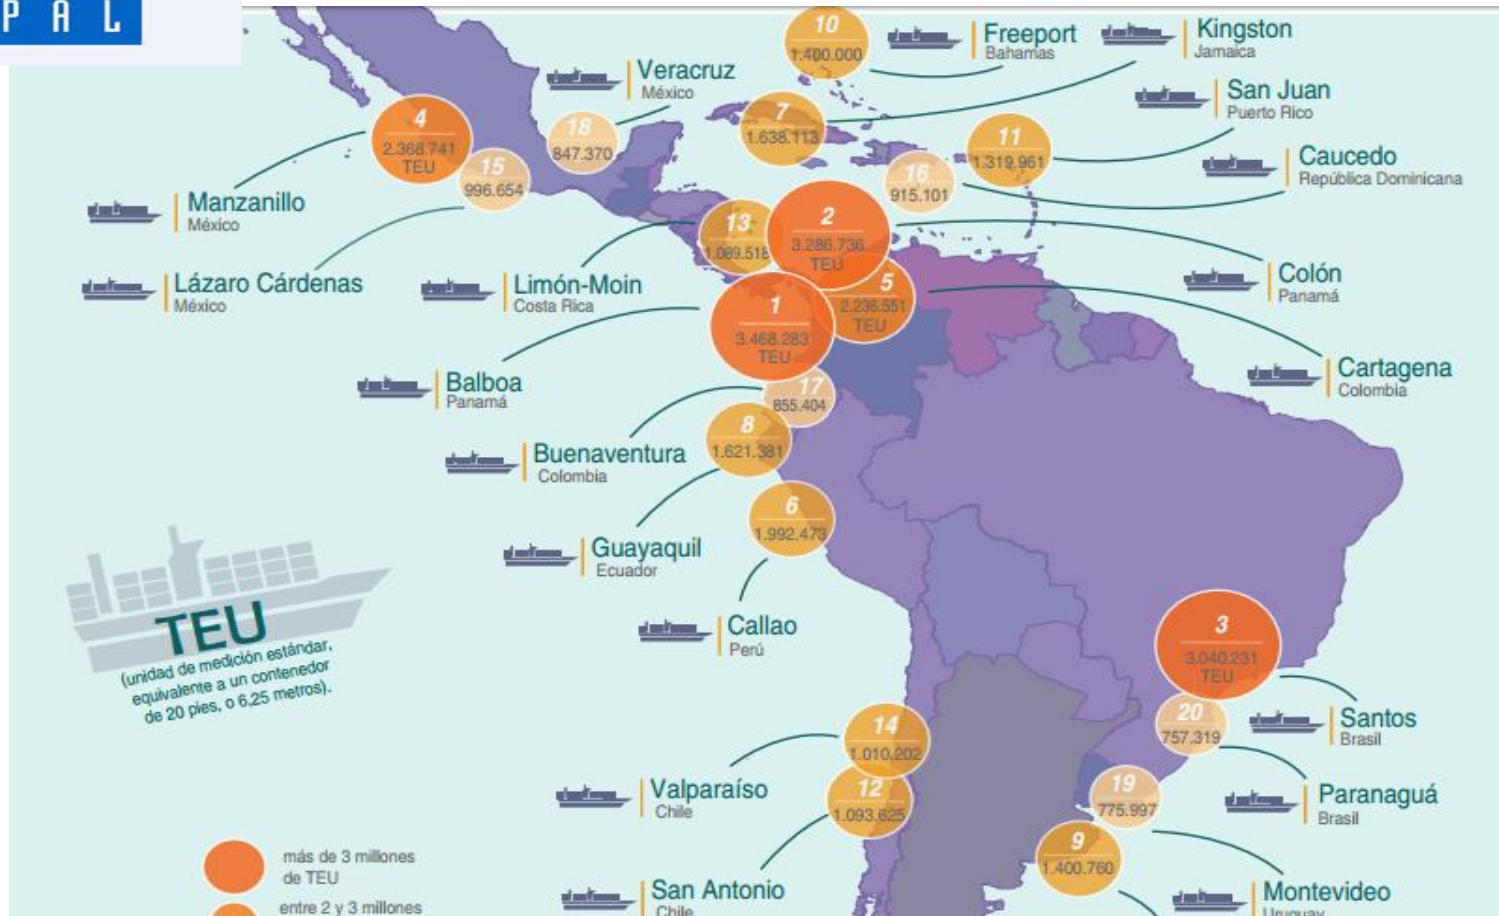 P A L
10
1.400.000
Freeport
Bahamas
Kingston
Jamaica
Veracruz
México
San Juan
Puerto Rico
4
2.368.741
TEU
18
847.370
7
1.638.113
11
1.319.961
Caucedo
República Dominicana
15
996.654
16
915.101
Manzanillo
México
13
1.069.518
2
3.286.736
TEU
Colón
Panamá
Lázaro Cárdenas
México
Limón-Moin
Costa Rica
5
2.236.551
TEU
1
3.468.283
TEU
Cartagena
Colombia
Balboa
Panamá
17
855.404
8
1.621.381
Buenaventura
Colombia
6
1.992.473
Guayaquil
Ecuador
TEU
(unidad de medición estándar,
equivalente a un contenedor
de 20 pies, o 6,25 metros).
Callao
Perú
3
3.040.231
TEU
20
757.319
Santos
Brasil
14
1.010.202
Valparaíso
Chile
12
1.093.625
19
775.997
Paranaguá
Brasil
9
1.400.760
más de 3 millones
de TEU
San Antonio
Chile
Montevideo
Uruguay
entre 2 y 3 millones